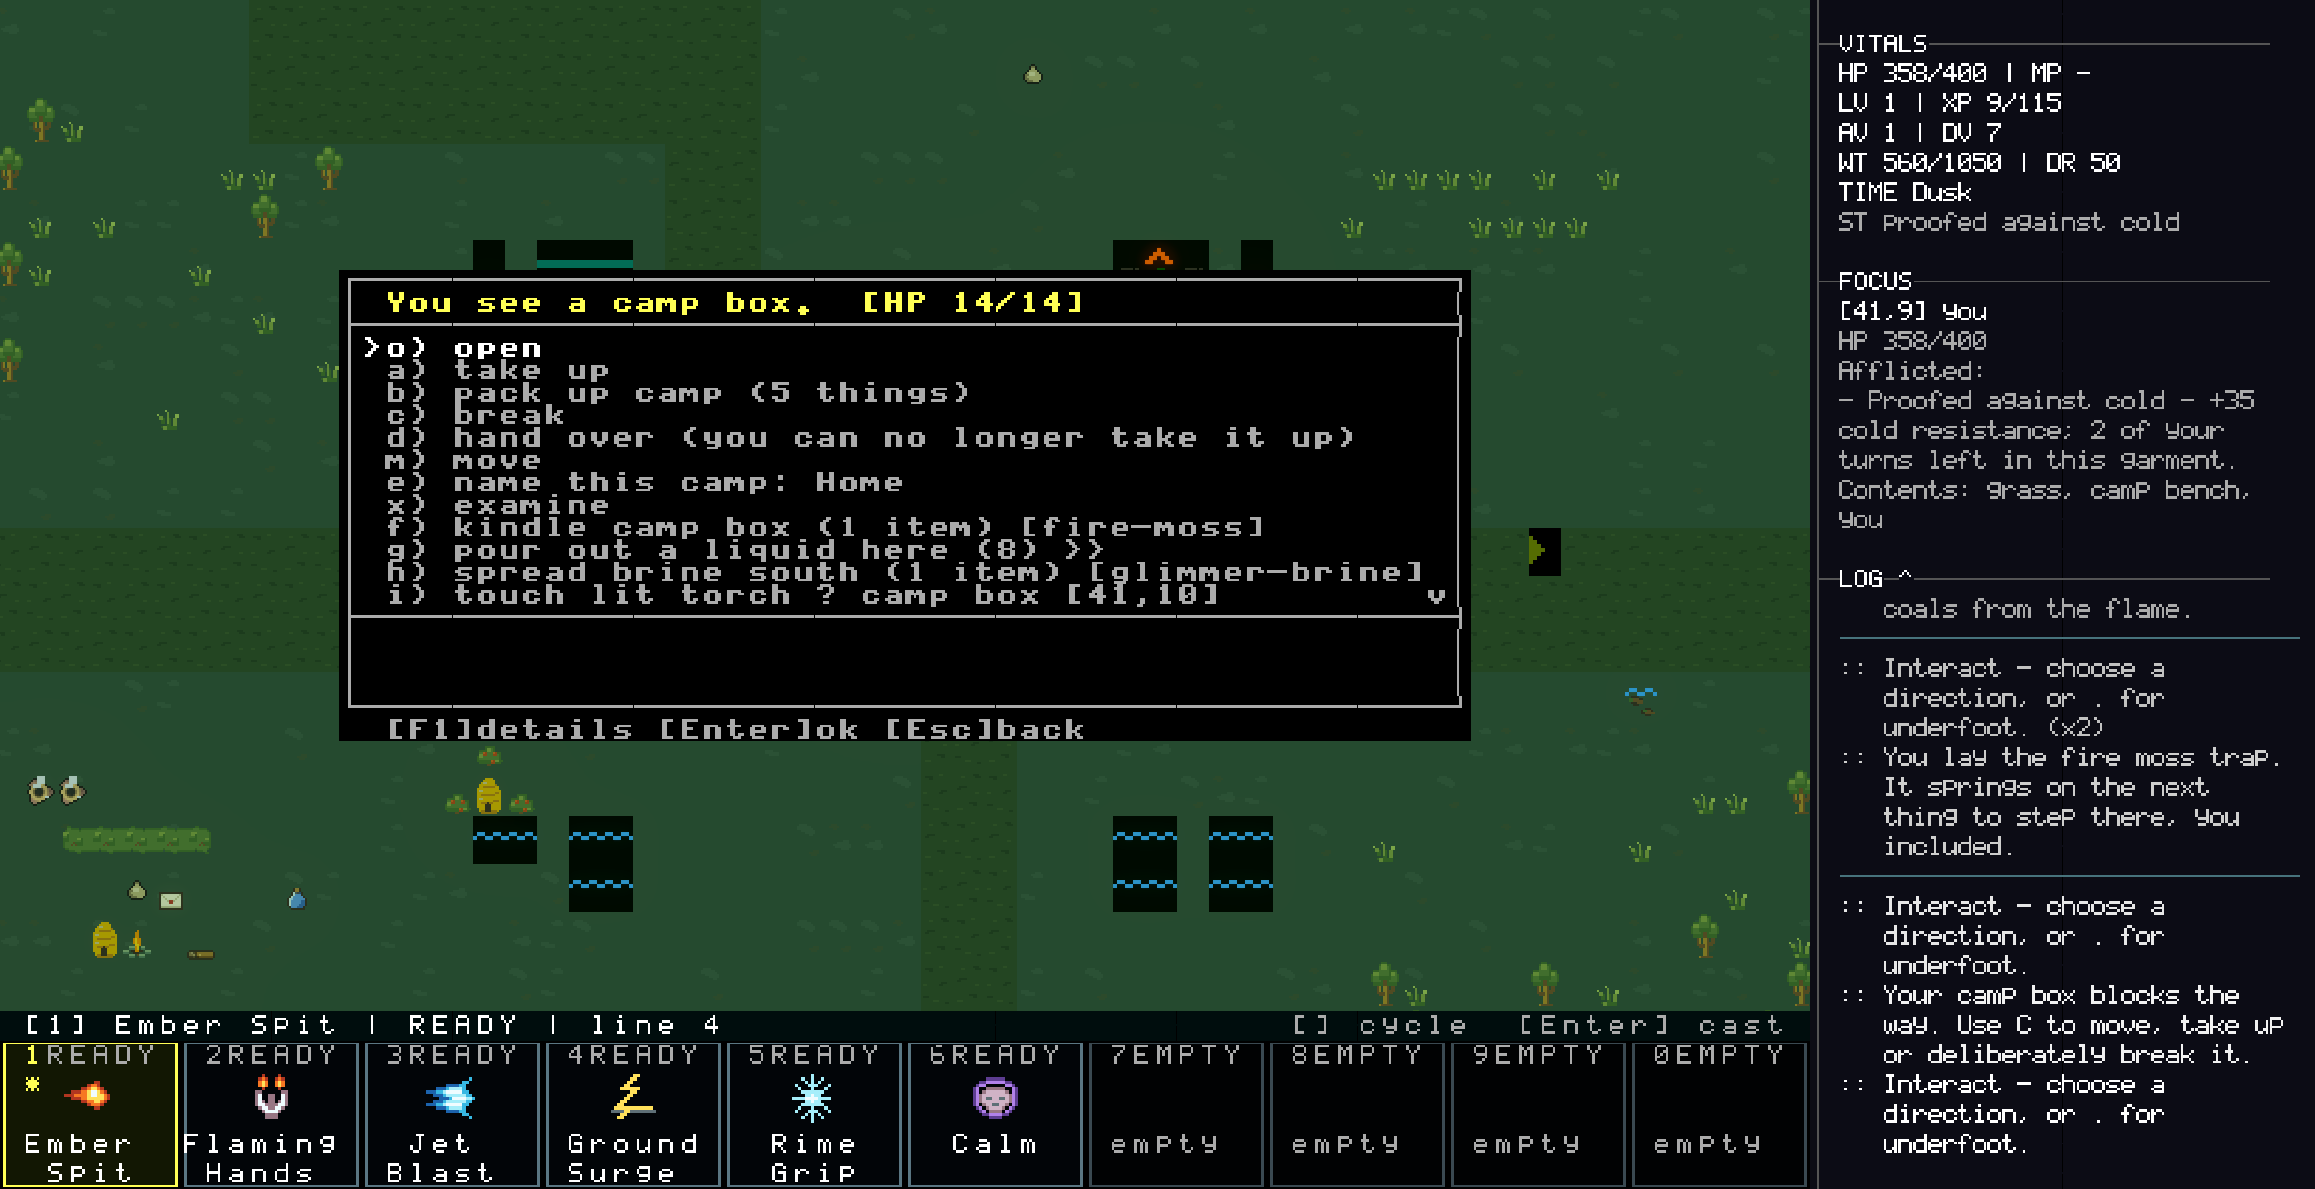 You see a camp box.  [HP 14/14]
>o) open
a) take up
b) pack up camp (5 things)
c) break
d) hand over (you can no longer take it up)
m) move
e) name this camp: Home
x) examine
f) kindle camp box (1 item) [fire-moss]
g) pour out a liquid here (8) >>
h) spread brine south (1 item) [glimmer-brine]
i) touch lit torch ? camp box [41,10]
v
[F1]details [Enter]ok [Esc]back
[1] Ember Spit | READY | line 4
[] cycle  [Enter] cast
1READY
*
Ember
Spit
2READY
Flaming
Hands
3READY
Jet
Blast
4READY
Ground
Surge
5READY
Rime
Grip
6READY
Calm
7EMPTY
empty
8EMPTY
empty
9EMPTY
empty
0EMPTY
empty
VITALS
HP 358/400 | MP -
LV 1 | XP 9/115
AV 1 | DV 7
WT 560/1050 | DR 50
TIME Dusk
ST Proofed against cold
FOCUS
[41,9] You
HP 358/400
Afflicted:
- Proofed against cold - +35
cold resistance; 2 of your
turns left in this garment.
Contents: grass, camp bench,
you
LOG ^
coals from the flame.
:: Interact - choose a
direction, or . for
underfoot. (x2)
:: You lay the fire moss trap.
It springs on the next
thing to step there, you
included.
:: Interact - choose a
direction, or . for
underfoot.
:: Your camp box blocks the
way. Use C to move, take up
or deliberately break it.
:: Interact - choose a
direction, or . for
underfoot.